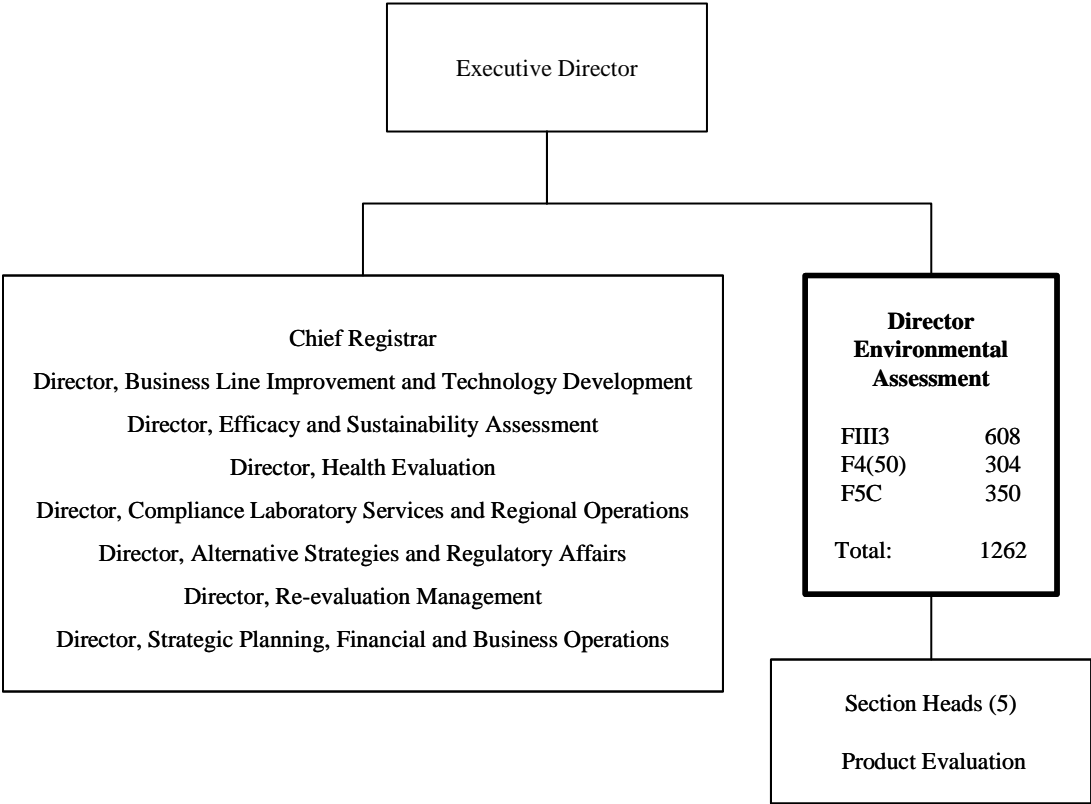 Executive Director
Chief Registrar
Director, Business Line Improvement and Technology Development
Director, Efficacy and Sustainability Assessment
Director, Health Evaluation
Director, Compliance Laboratory Services and Regional Operations
Director, Alternative Strategies and Regulatory Affairs
Director, Re-evaluation Management
Director, Strategic Planning, Financial and Business Operations
Director
Environmental
Assessment
FIII3 608
F4(50) 304
F5C 350
Total: 1262
Section Heads (5)
Product Evaluation